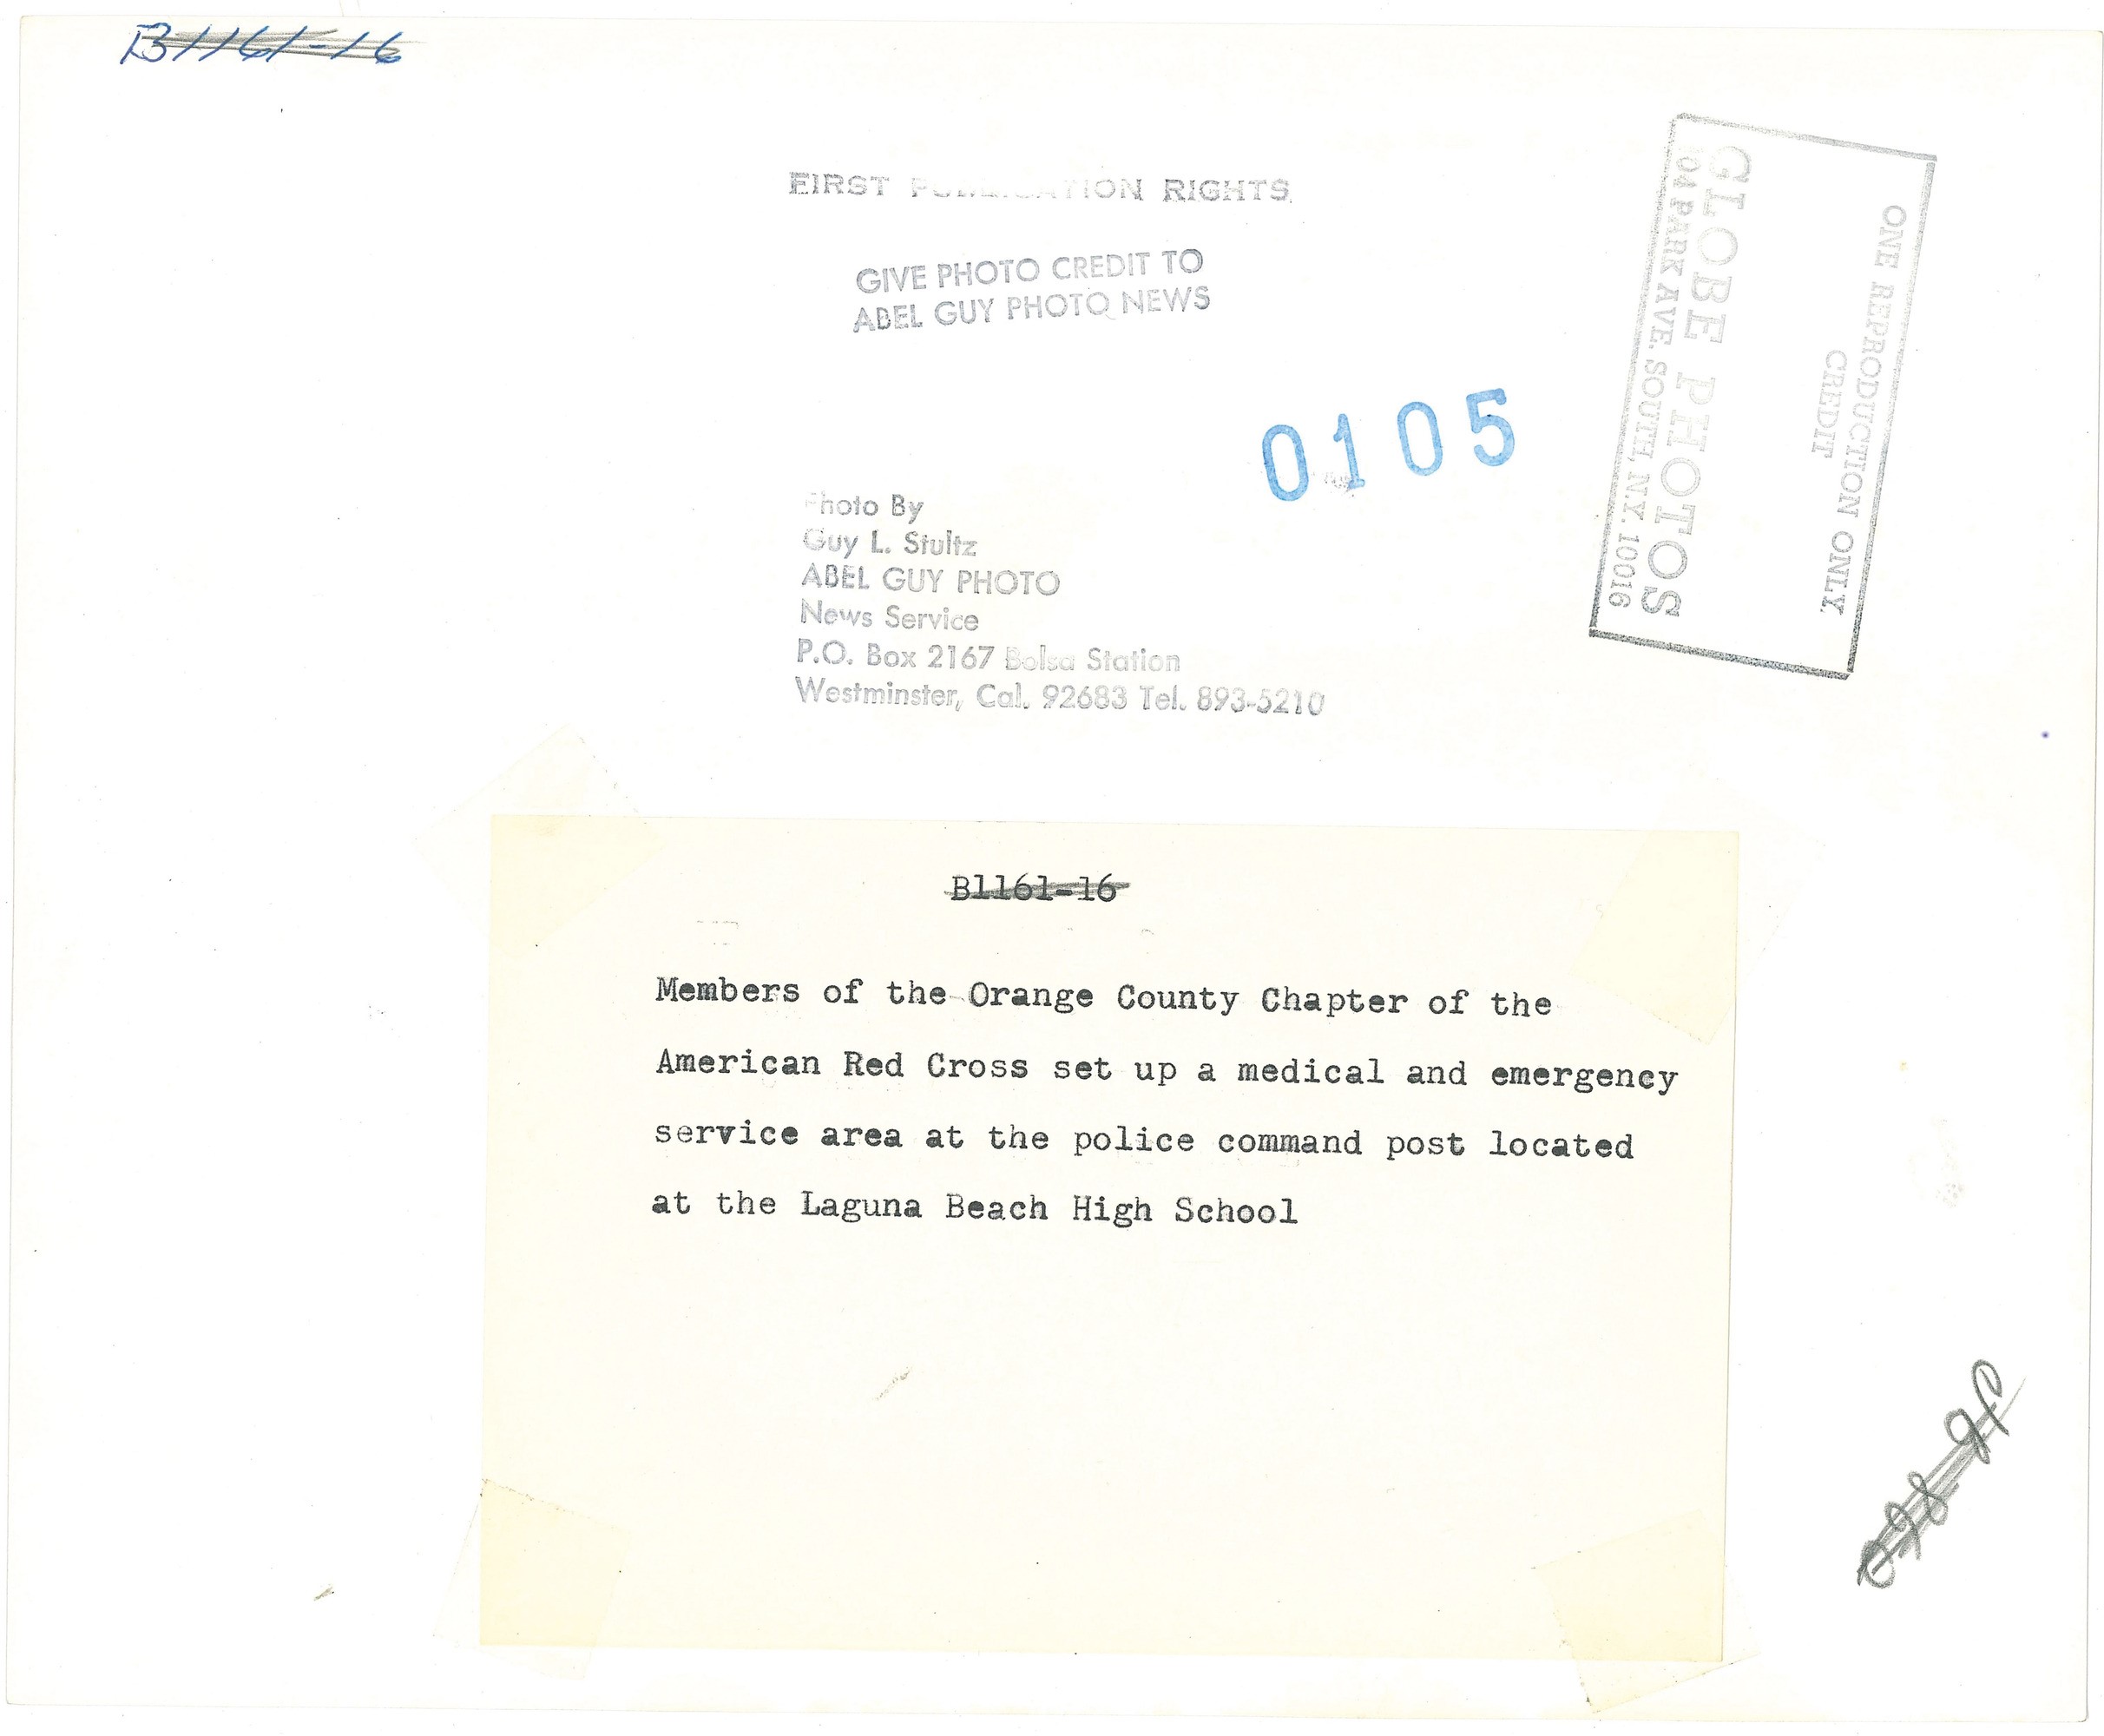 B1161-16
EIRST PUBLICATION RIGHTS
GIVE PHOTO CREDIT TO
ABEL GUY PHOTO NEWS
0105
ONE REPRODUCTION ONLY
CREDIT
GLOBE PHOTOS
04 PARK AVE. SOUTH, N.Y. 10016
Photo By
Guy L. Stultz
ABEL GUY PHOTO
News Service
P.O. Box 2167 Bolsa Station
Westminster, Cal. 92683 Tel. 893-5210
B1161-16
Members of the Orange County Chapter of the
American Red Cross set up a medical and emergency
service area at the police command post located
at the Laguna Beach High School